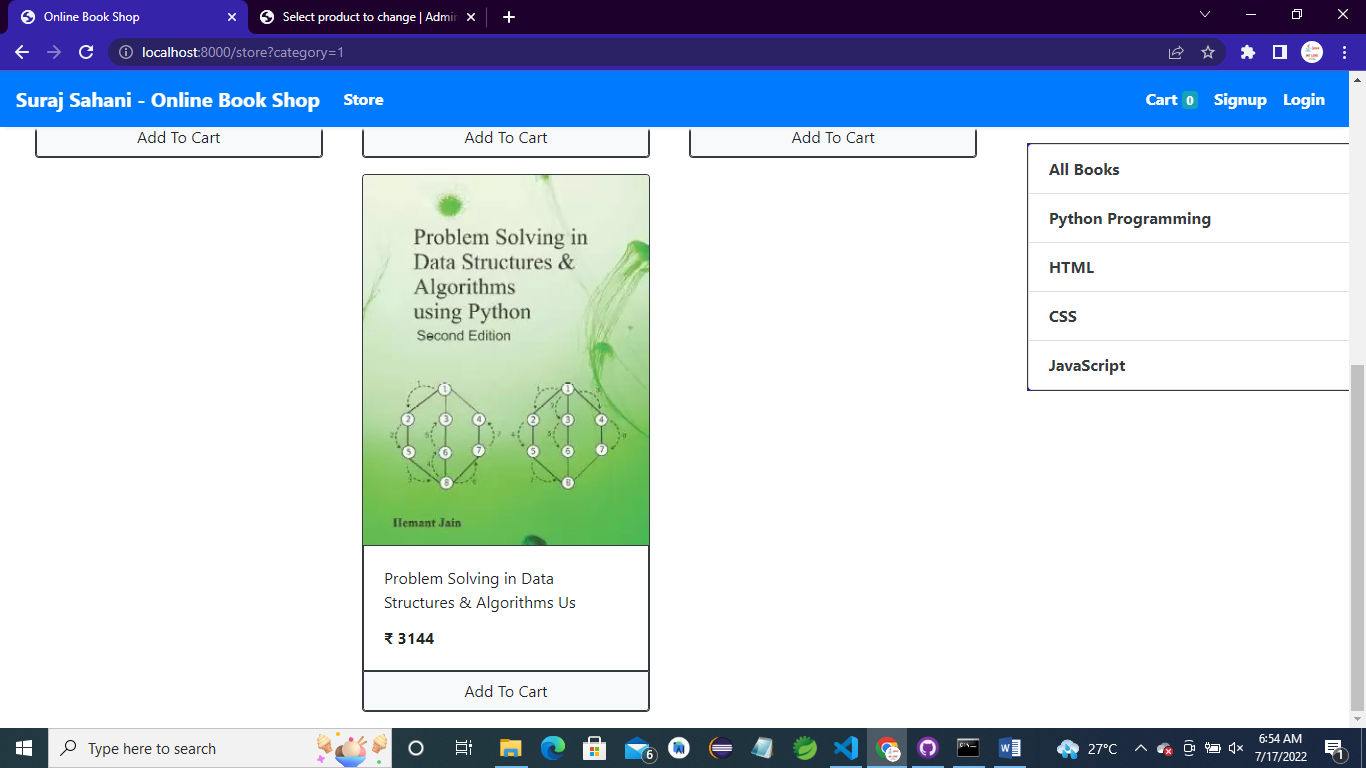 Online Book Shop
Select product to change | Admin
localhost:8000/store?category=1
Suraj Sahani - Online Book Shop
Store
Cart 0
Signup
Login
Add To Cart
Add To Cart
Add To Cart
All Books
Python Programming
HTML
CSS
JavaScript
Problem Solving in
Data Structures &
Algorithms
using Python
Second Edition
Hemant Jain
Problem Solving in Data
Structures & Algorithms Us
₹ 3144
Add To Cart
Type here to search
6
27°C
6:54 AM
7/17/2022
1